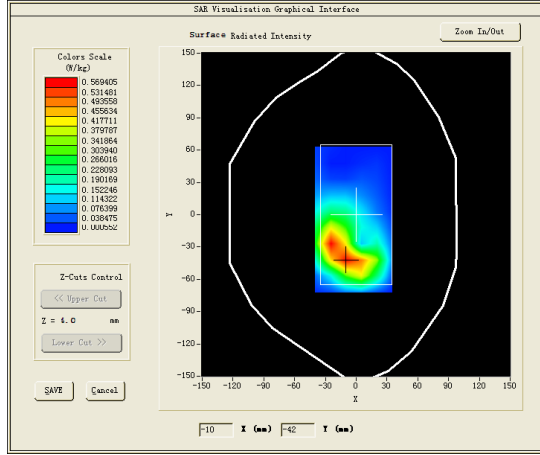 SAR Visualisation Graphical Interface
Surface Radiated Intensity
Zoom In/Out
Colors Scale
(W/kg)
0.569405
0.531481
0.493558
0.455634
0.417711
0.379787
0.341864
0.303940
0.266016
0.228093
0.190169
0.152246
0.114322
0.076399
0.038475
0.000552
Z-Cuts Control
<< Upper Cut
Z = 4.0 mm
Lower Cut >>
SAVE
Cancel
150
120
90
60
30
0
-30
-60
-90
-120
-150
Y
-150 -120 -90 -60 -30 0 30 60 90 120 150
X
-10 X (mm) -42 Y (mm)